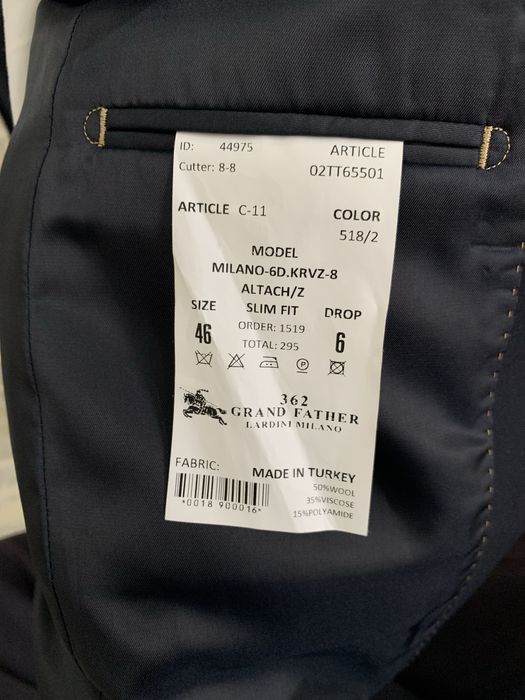 ID: 44975 ARTICLE
Cutter: 8-8 02TT65501
ARTICLE C-11 COLOR
518/2
MODEL
MILANO-6D.KRVZ-8
ALTACH/Z
SIZE SLIM FIT DROP
46 ORDER: 1519 6
TOTAL: 295
P
362
GRAND FATHER
LARDINI MILANO
FABRIC: MADE IN TURKEY
50%WOOL
35%VISCOSE
15%POLYAMIDE
*0018 900016*